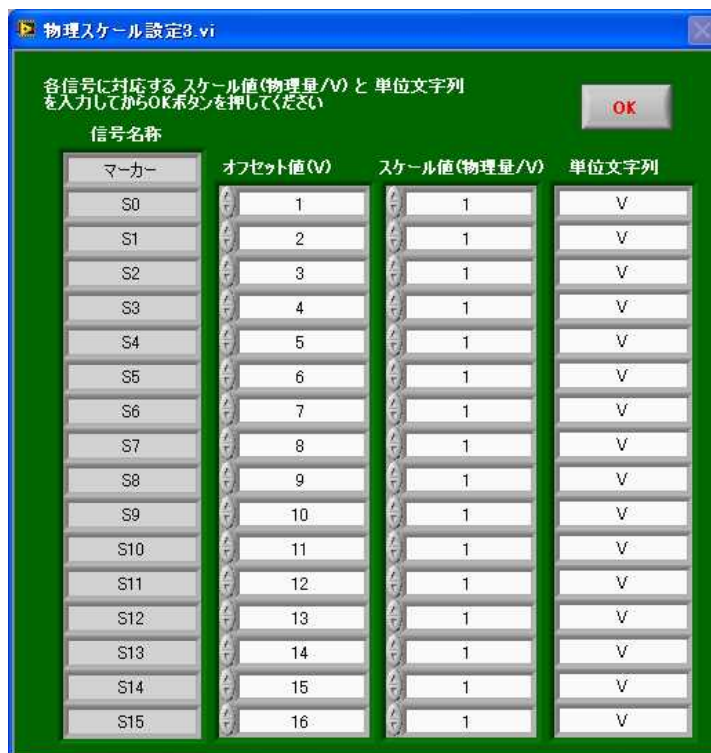 物理スケール設定3.vi
各信号に対応する スケール値(物理量/V) と 単位文字列
を入力してからOKボタンを押してください
OK
信号名称
マーカー オフセット値(V) スケール値(物理量/V) 単位文字列
S0 1 1 V
S1 2 1 V
S2 3 1 V
S3 4 1 V
S4 5 1 V
S5 6 1 V
S6 7 1 V
S7 8 1 V
S8 9 1 V
S9 10 1 V
S10 11 1 V
S11 12 1 V
S12 13 1 V
S13 14 1 V
S14 15 1 V
S15 16 1 V